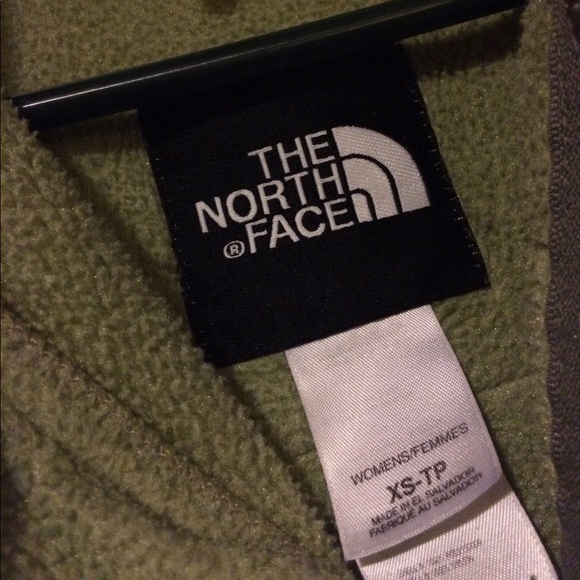 THE
NORTH
®FACE
WOMENS/FEMMES
XS-TP
MADE IN EL SALVADOR
FABRIQUÉ AU SALVADOR